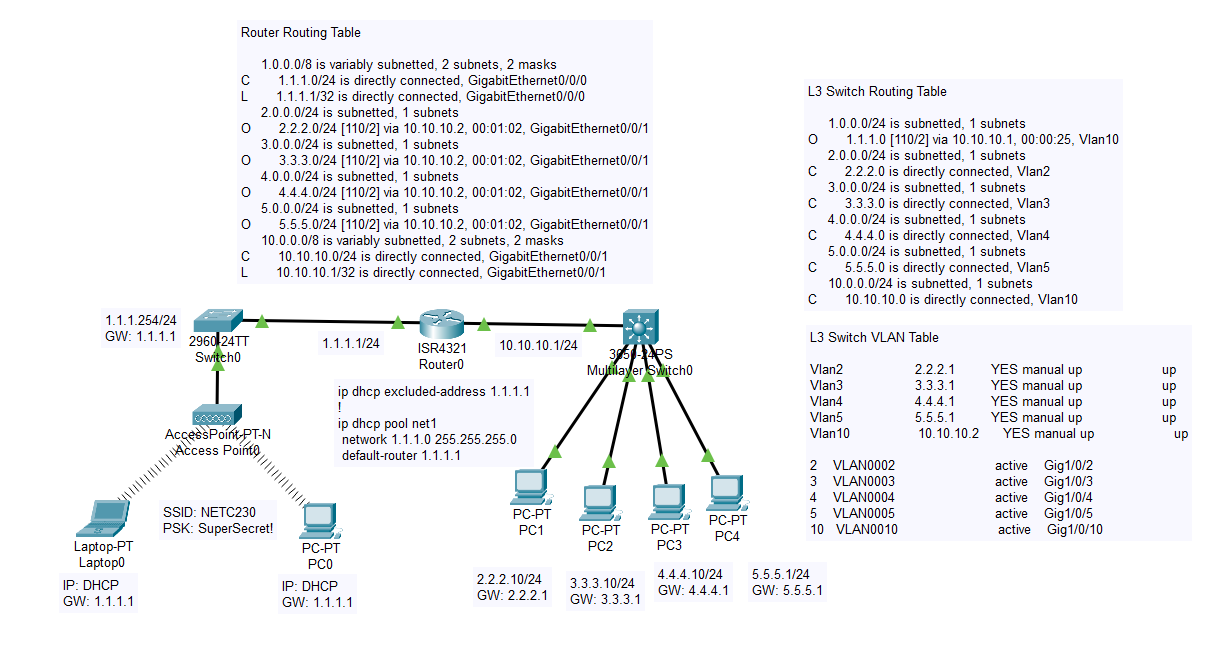 Router Routing Table
1.0.0.0/8 is variably subnetted, 2 subnets, 2 masks
C 1.1.1.0/24 is directly connected, GigabitEthernet0/0/0
L 1.1.1.1/32 is directly connected, GigabitEthernet0/0/0
2.0.0.0/24 is subnetted, 1 subnets
O 2.2.2.0/24 [110/2] via 10.10.10.2, 00:01:02, GigabitEthernet0/0/1
3.0.0.0/24 is subnetted, 1 subnets
O 3.3.3.0/24 [110/2] via 10.10.10.2, 00:01:02, GigabitEthernet0/0/1
4.0.0.0/24 is subnetted, 1 subnets
O 4.4.4.0/24 [110/2] via 10.10.10.2, 00:01:02, GigabitEthernet0/0/1
5.0.0.0/24 is subnetted, 1 subnets
O 5.5.5.0/24 [110/2] via 10.10.10.2, 00:01:02, GigabitEthernet0/0/1
10.0.0.0/8 is variably subnetted, 2 subnets, 2 masks
C 10.10.10.0/24 is directly connected, GigabitEthernet0/0/1
L 10.10.10.1/32 is directly connected, GigabitEthernet0/0/1
L3 Switch Routing Table
1.0.0.0/24 is subnetted, 1 subnets
O 1.1.1.0 [110/2] via 10.10.10.1, 00:00:25, Vlan10
2.0.0.0/24 is subnetted, 1 subnets
C 2.2.2.0 is directly connected, Vlan2
3.0.0.0/24 is subnetted, 1 subnets
C 3.3.3.0 is directly connected, Vlan3
4.0.0.0/24 is subnetted, 1 subnets
C 4.4.4.0 is directly connected, Vlan4
5.0.0.0/24 is subnetted, 1 subnets
C 5.5.5.0 is directly connected, Vlan5
10.0.0.0/24 is subnetted, 1 subnets
C 10.10.10.0 is directly connected, Vlan10
1.1.1.254/24
GW: 1.1.1.1
2960-24TT
Switch0
1.1.1.1/24
ISR4321
Router0
10.10.10.1/24
3650-24PS
Multilayer Switch0
L3 Switch VLAN Table
Vlan2 2.2.2.1 YES manual up up
Vlan3 3.3.3.1 YES manual up up
Vlan4 4.4.4.1 YES manual up up
Vlan5 5.5.5.1 YES manual up up
Vlan10 10.10.10.2 YES manual up up
2 VLAN0002 active Gig1/0/2
3 VLAN0003 active Gig1/0/3
4 VLAN0004 active Gig1/0/4
5 VLAN0005 active Gig1/0/5
10 VLAN0010 active Gig1/0/10
ip dhcp excluded-address 1.1.1.1
!
ip dhcp pool net1
network 1.1.1.0 255.255.255.0
default-router 1.1.1.1
AccessPoint-PT-N
Access Point0
SSID: NETC230
PSK: SuperSecret!
Laptop-PT
Laptop0
IP: DHCP
GW: 1.1.1.1
PC-PT
PC0
IP: DHCP
GW: 1.1.1.1
PC-PT
PC1
2.2.2.10/24
GW: 2.2.2.1
PC-PT
PC2
3.3.3.10/24
GW: 3.3.3.1
PC-PT
PC3
4.4.4.10/24
GW: 4.4.4.1
PC-PT
PC4
5.5.5.1/24
GW: 5.5.5.1